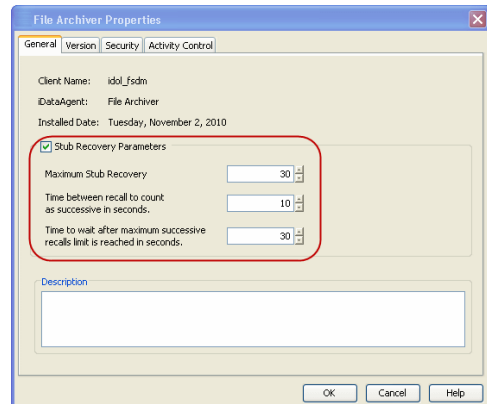 File Archiver Properties
General Version Security Activity Control
Client Name: idol_fsdm
iDataAgent: File Archiver
Installed Date: Tuesday, November 2, 2010
Stub Recovery Parameters
Maximum Stub Recovery 30
Time between recall to count
as successive in seconds. 10
Time to wait after maximum successive
recalls limit is reached in seconds. 30
Description
OK Cancel Help